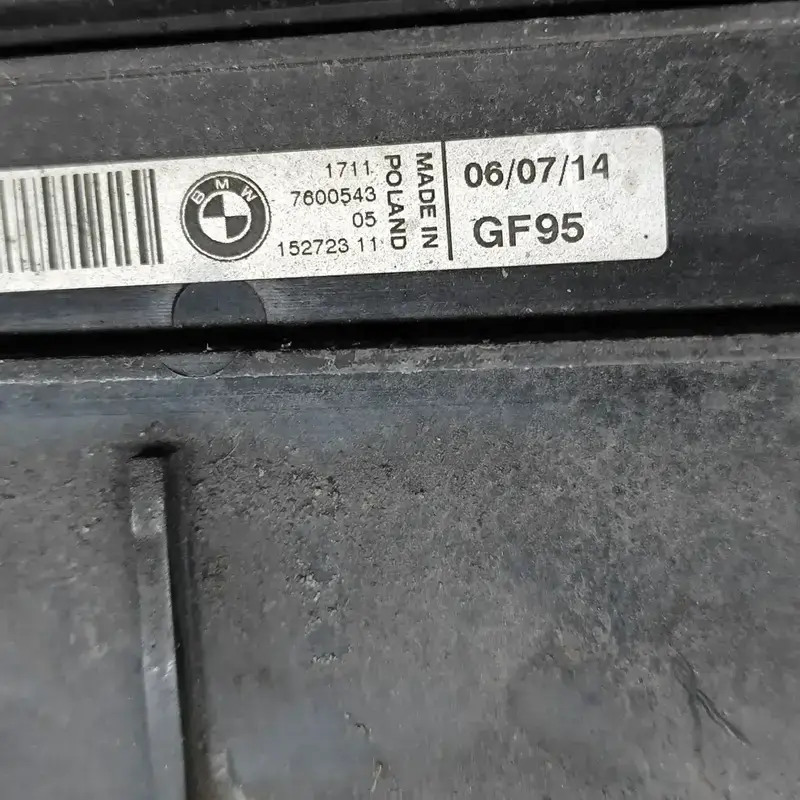 BMW
1711
7600543
05
152723 11
MADE IN
POLAND
06/07/14
GF95